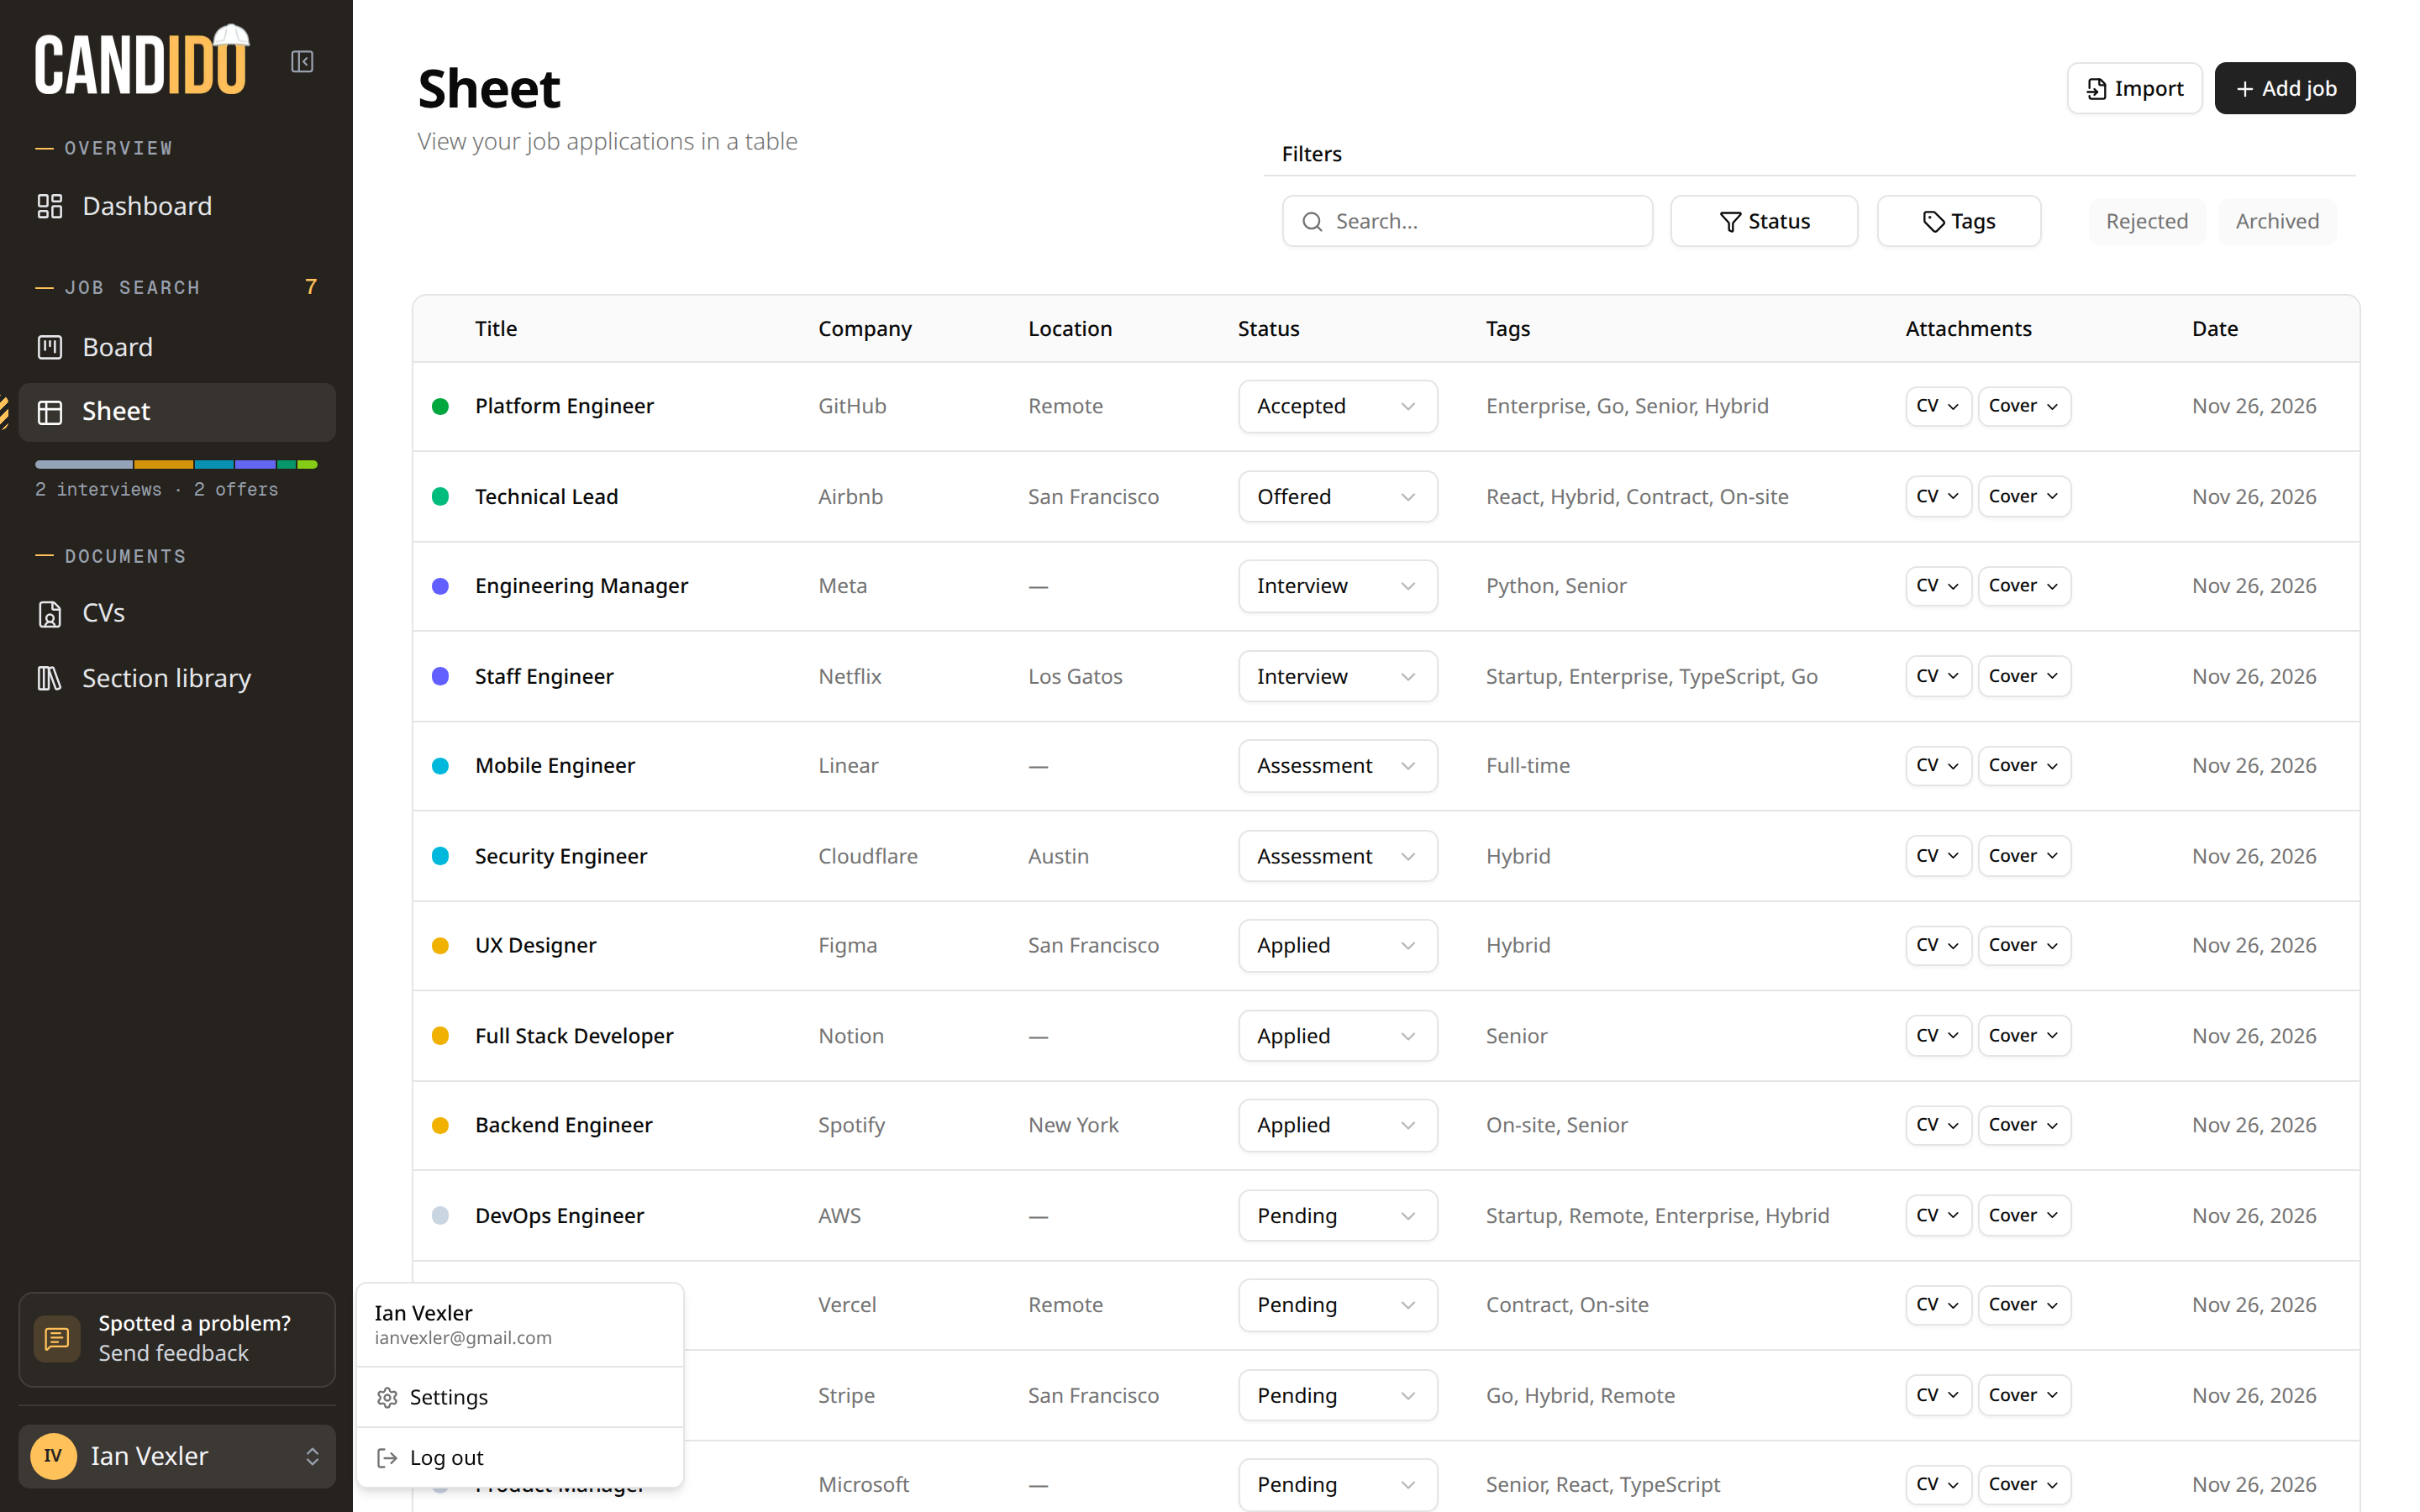 CANDIDO
OVERVIEW
Dashboard
JOB SEARCH 7
Board
Sheet
2 interviews · 2 offers
DOCUMENTS
CVs
Section library
Spotted a problem?
Send feedback
IV Ian Vexler
Ian Vexler
ianvexler@gmail.com
Settings
Log out
Sheet
View your job applications in a table
Import
+ Add job
Filters
Search...
Status
Tags
Rejected
Archived
Title Company Location Status Tags Attachments Date
Platform Engineer GitHub Remote Accepted Enterprise, Go, Senior, Hybrid CV Cover Nov 26, 2026
Technical Lead Airbnb San Francisco Offered React, Hybrid, Contract, On-site CV Cover Nov 26, 2026
Engineering Manager Meta — Interview Python, Senior CV Cover Nov 26, 2026
Staff Engineer Netflix Los Gatos Interview Startup, Enterprise, TypeScript, Go CV Cover Nov 26, 2026
Mobile Engineer Linear — Assessment Full-time CV Cover Nov 26, 2026
Security Engineer Cloudflare Austin Assessment Hybrid CV Cover Nov 26, 2026
UX Designer Figma San Francisco Applied Hybrid CV Cover Nov 26, 2026
Full Stack Developer Notion — Applied Senior CV Cover Nov 26, 2026
Backend Engineer Spotify New York Applied On-site, Senior CV Cover Nov 26, 2026
DevOps Engineer AWS — Pending Startup, Remote, Enterprise, Hybrid CV Cover Nov 26, 2026
Vercel Remote Pending Contract, On-site CV Cover Nov 26, 2026
Stripe San Francisco Pending Go, Hybrid, Remote CV Cover Nov 26, 2026
Product Manager Microsoft — Pending Senior, React, TypeScript CV Cover Nov 26, 2026